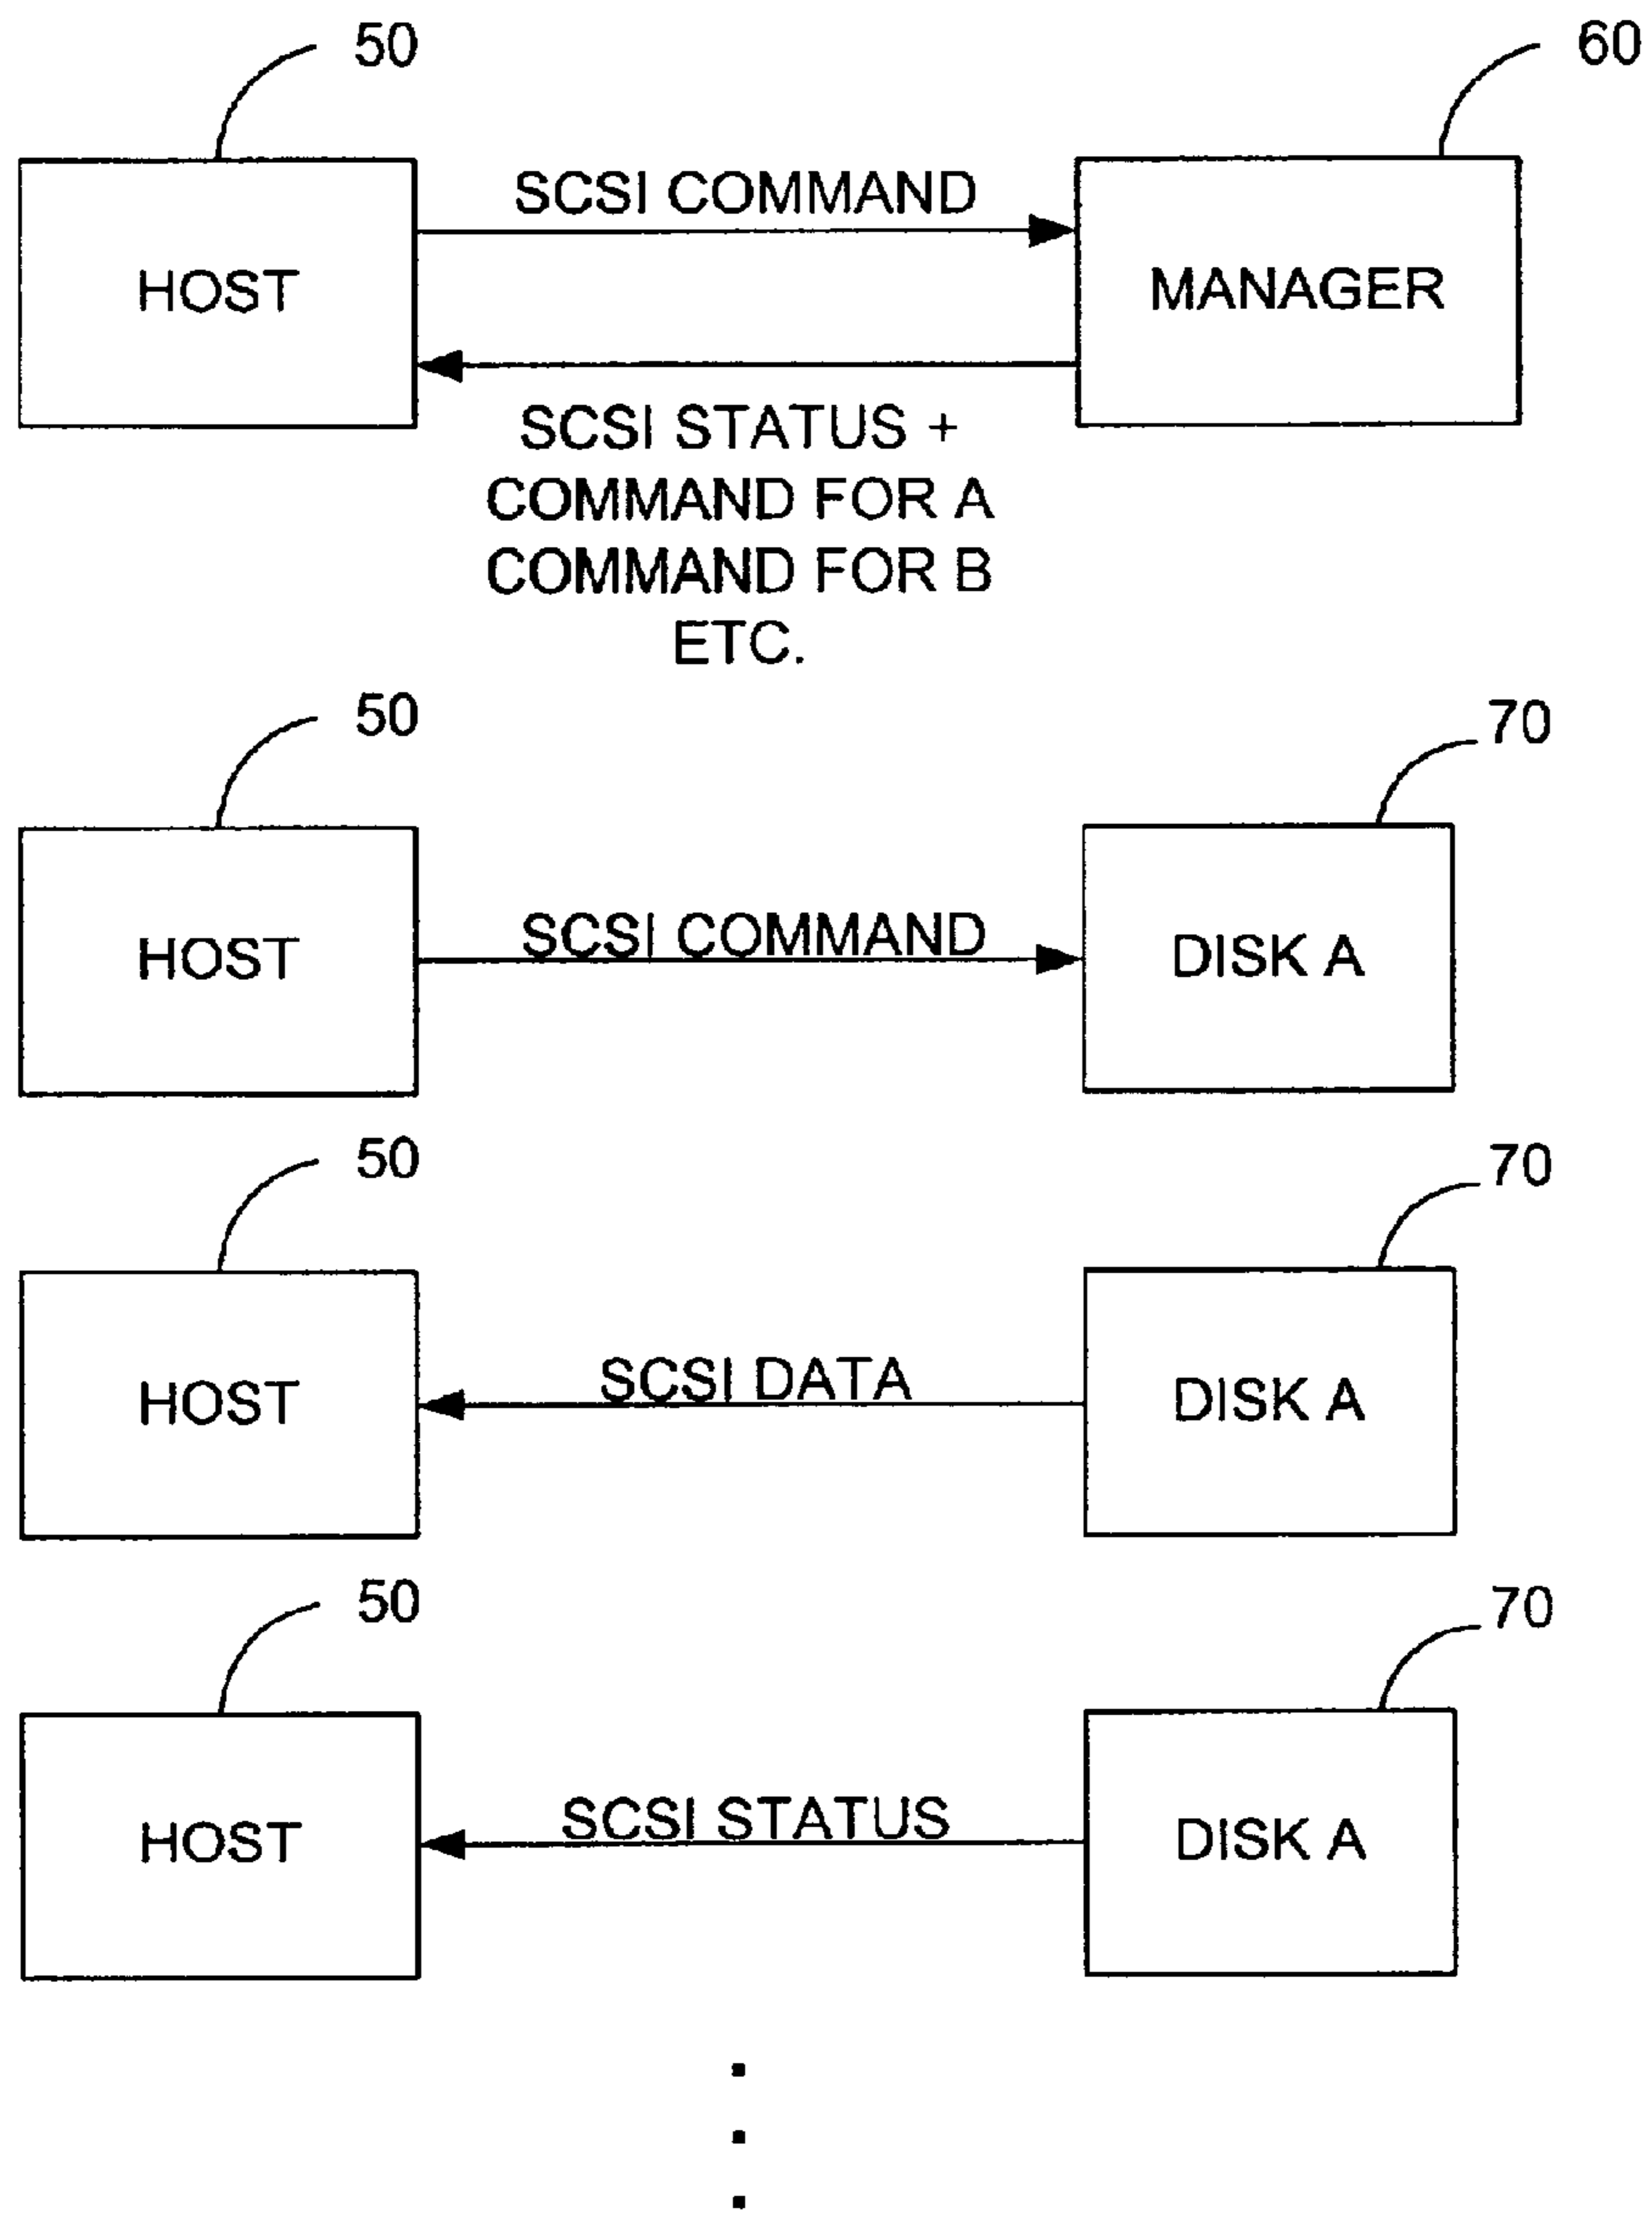 50
60
SCSI COMMAND
HOST
MANAGER
SCSI STATUS +
COMMAND FOR A
COMMAND FOR B
ETC.
50
70
SCSI COMMAND
HOST
DISK A
50
70
SCSI DATA
HOST
DISK A
50
70
SCSI STATUS
HOST
DISK A